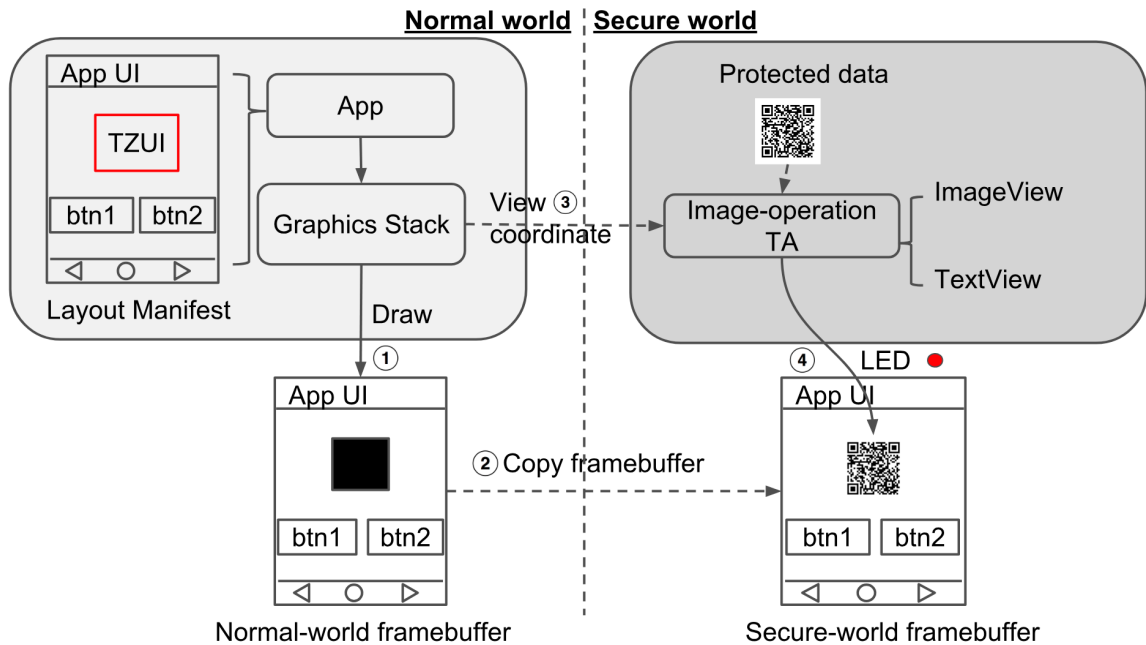 Normal world
Secure world
App UI
TZUI
btn1
btn2
Layout Manifest
App
Graphics Stack
Draw
①
View ③
coordinate
Protected data
Image-operation
TA
ImageView
TextView
④
LED
App UI
btn1
btn2
Normal-world framebuffer
② Copy framebuffer
App UI
btn1
btn2
Secure-world framebuffer